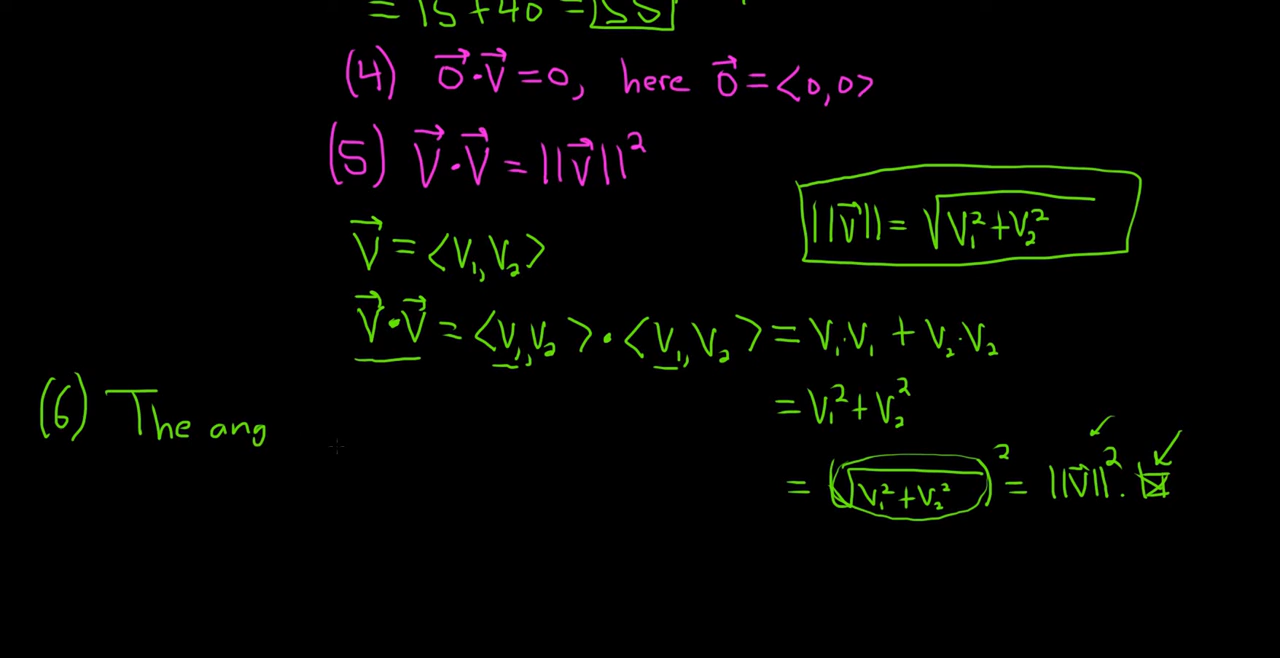 = 15 + 40 = 55
(4) 0⃗·v⃗ = 0, here 0⃗ = <0,0>
(5) v⃗·v⃗ = ||v⃗||²
||v⃗|| = √(v₁² + v₂²)
v⃗ = <v₁, v₂>
v⃗·v⃗ = <v₁, v₂> · <v₁, v₂> = v₁·v₁ + v₂·v₂
= v₁² + v₂²
(6) The ang
= (√(v₁² + v₂²))² = ||v⃗||².